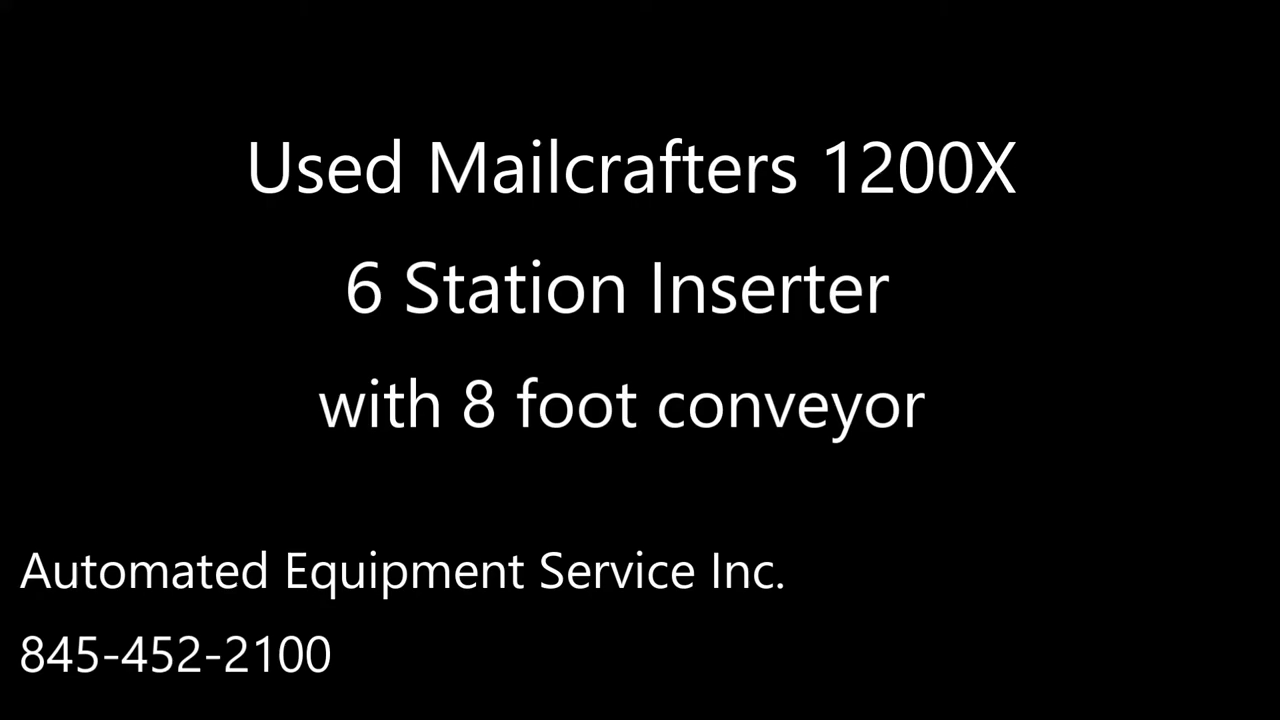 Used Mailcrafters 1200X
6 Station Inserter
with 8 foot conveyor
Automated Equipment Service Inc.
845-452-2100